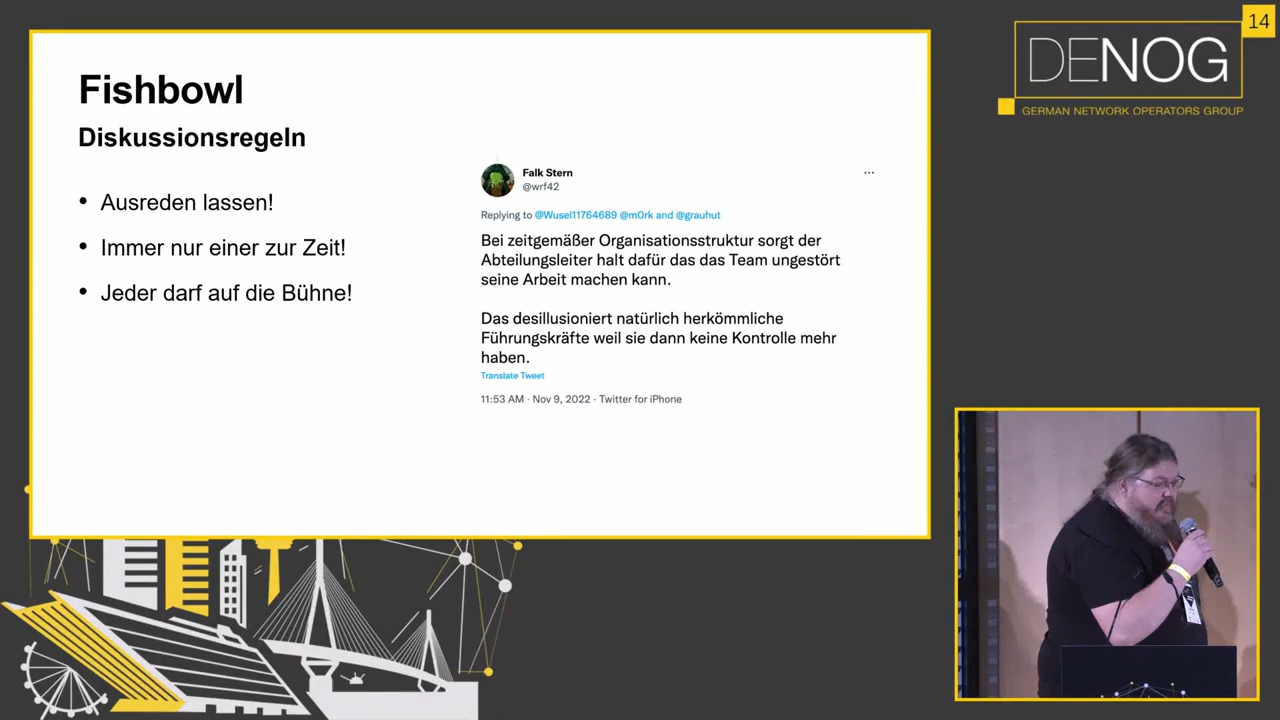 14
DENOG
GERMAN NETWORK OPERATORS GROUP
Fishbowl
Diskussionsregeln
• Ausreden lassen!
• Immer nur einer zur Zeit!
• Jeder darf auf die Bühne!
Falk Stern
@wrf42
...
Replying to @Wusel11764689 @m0rk and @grauhut
Bei zeitgemäßer Organisationsstruktur sorgt der
Abteilungsleiter halt dafür das das Team ungestört
seine Arbeit machen kann.
Das desillusioniert natürlich herkömmliche
Führungskräfte weil sie dann keine Kontrolle mehr
haben.
Translate Tweet
11:53 AM · Nov 9, 2022 · Twitter for iPhone